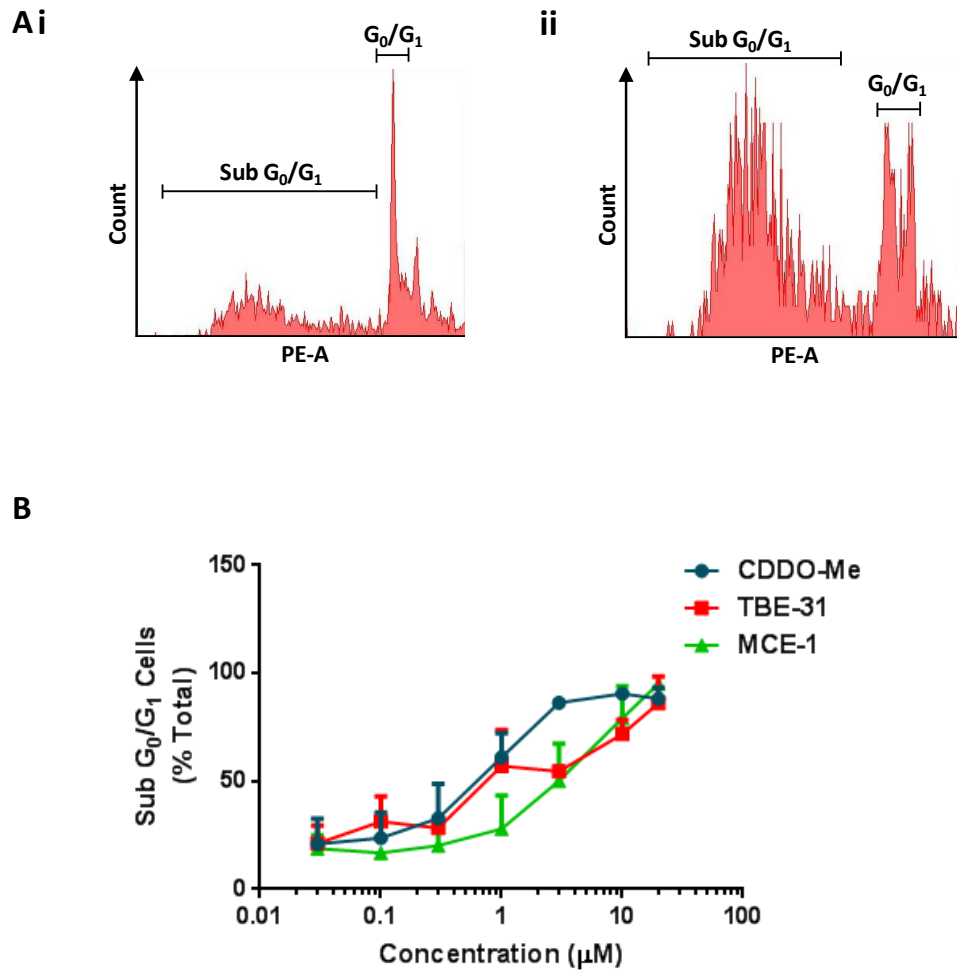 A i
G₀/G₁
Sub G₀/G₁
Count
PE-A
ii
Sub G₀/G₁
G₀/G₁
Count
PE-A
B
150
100
50
0
Sub G₀/G₁ Cells
(% Total)
0.01 0.1 1 10 100
Concentration (μM)
CDDO-Me
TBE-31
MCE-1